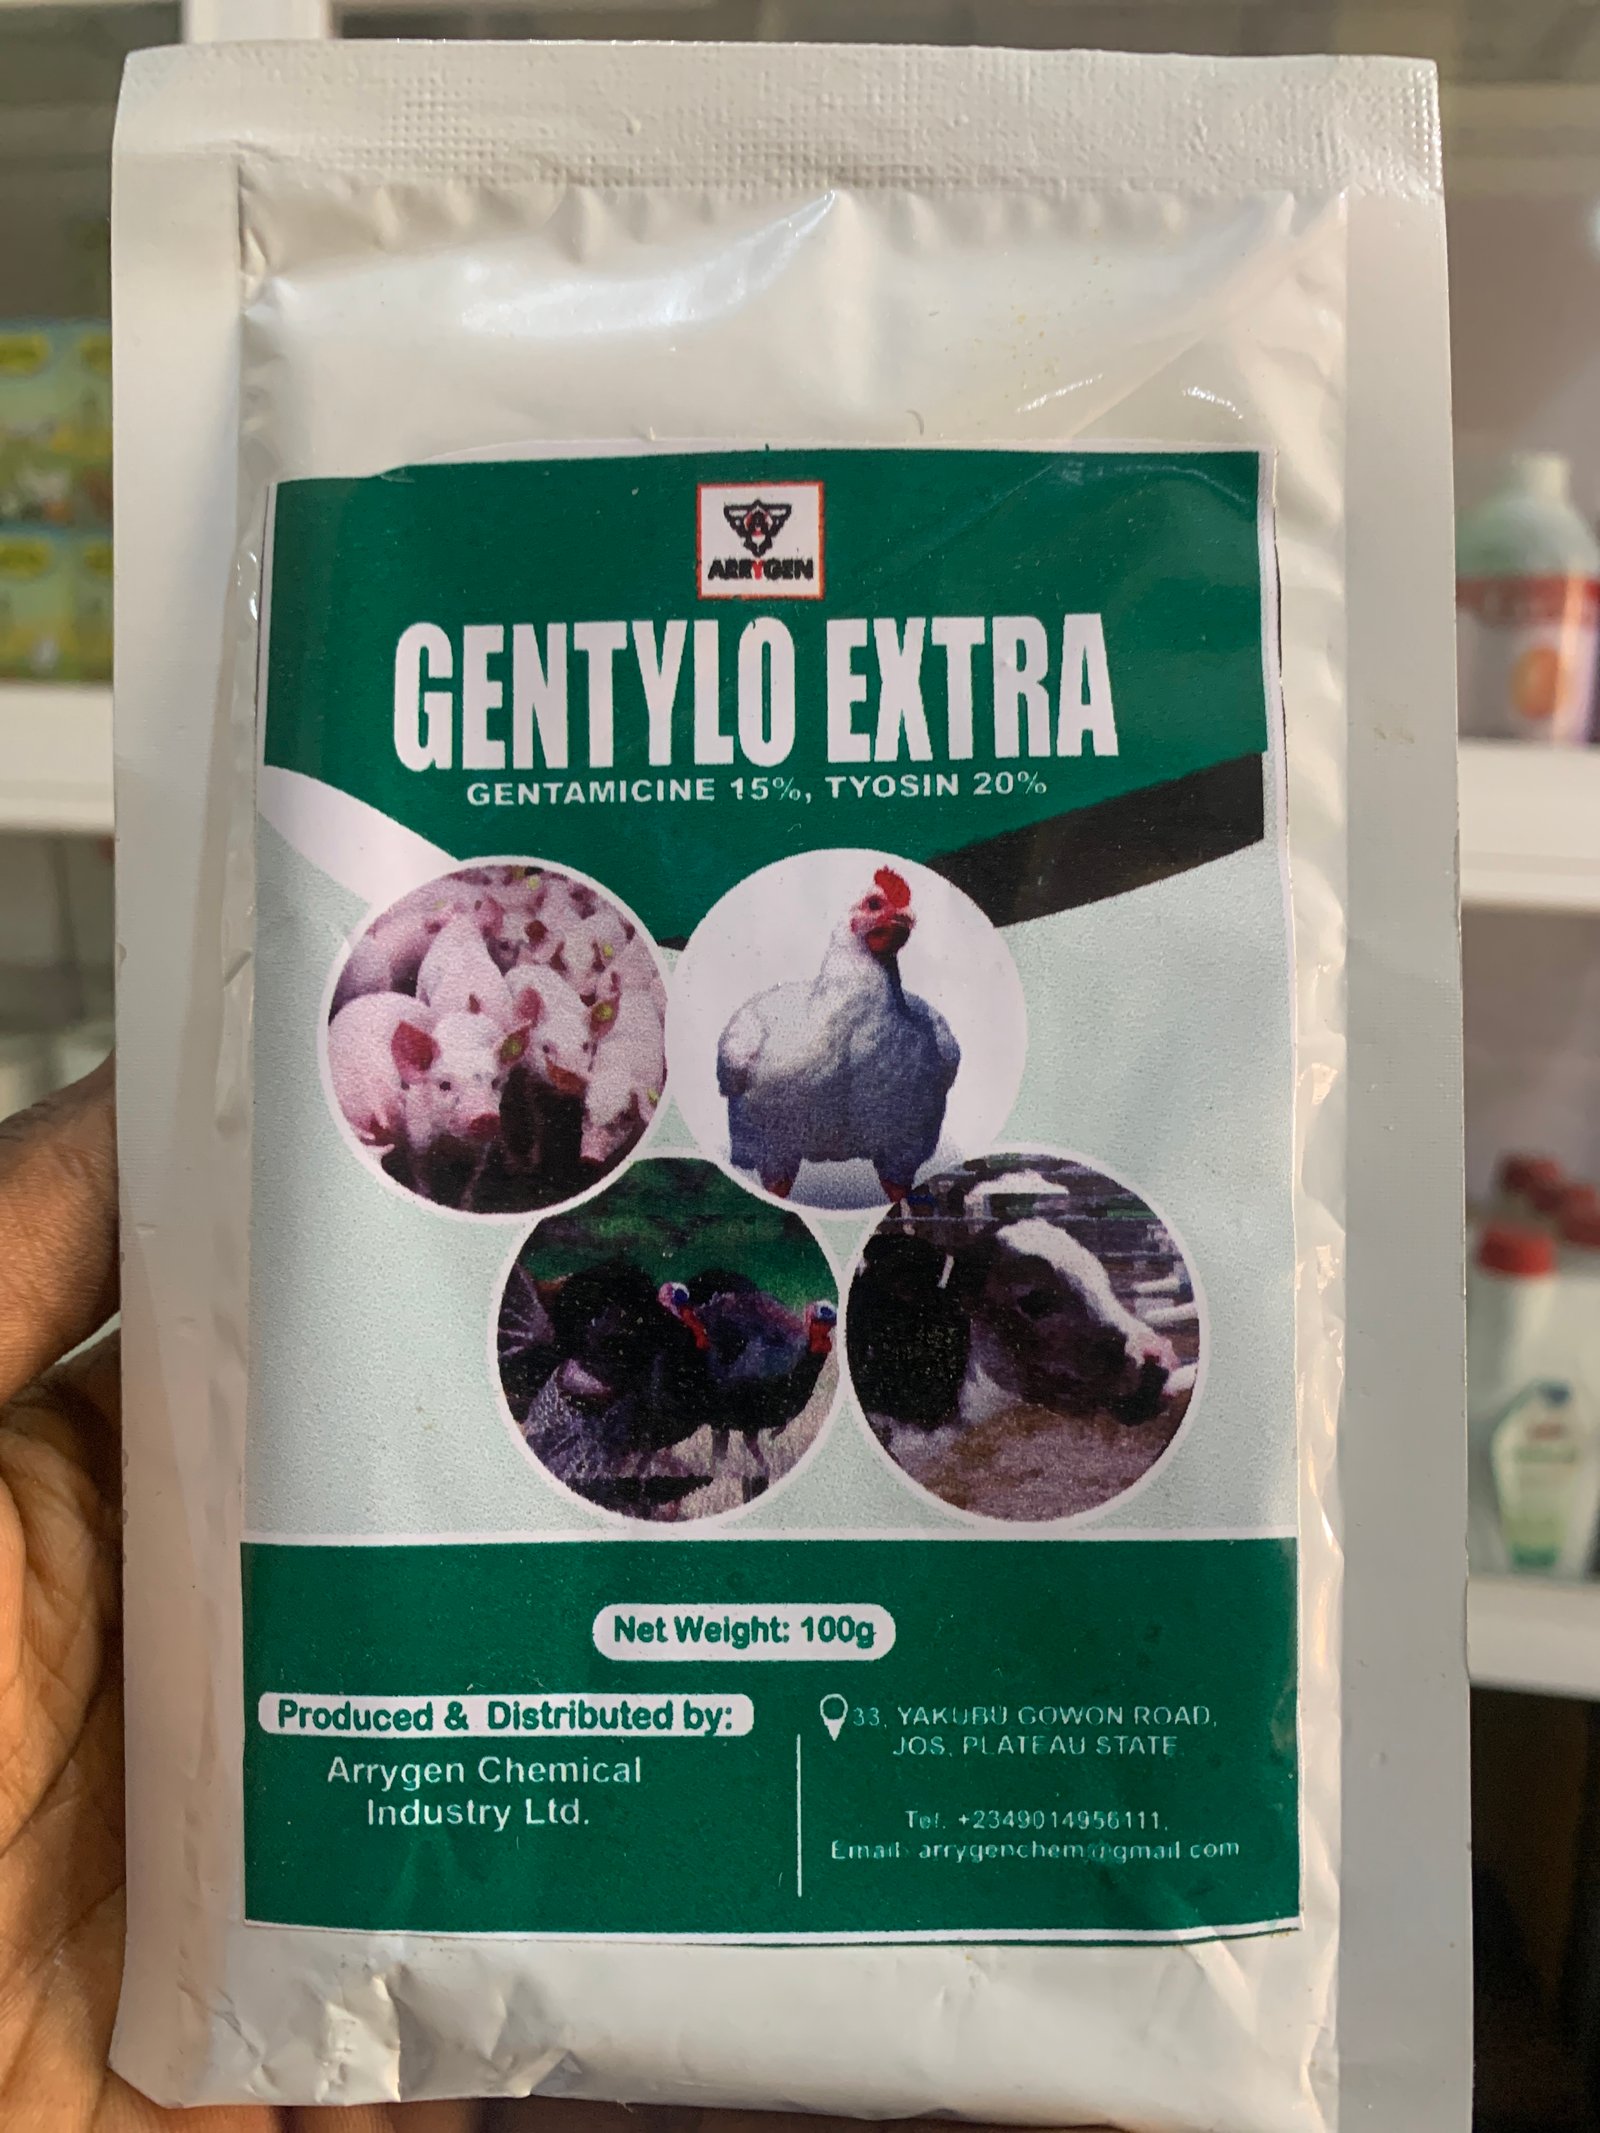 ARRYGEN
GENTYLO EXTRA
GENTAMICINE 15%, TYOSIN 20%
Net Weight: 100g
Produced & Distributed by:
Arrygen Chemical
Industry Ltd.
33, YAKUBU GOWON ROAD,
JOS, PLATEAU STATE
Tel. +2349014956111,
Email: arrygenchem@gmail.com